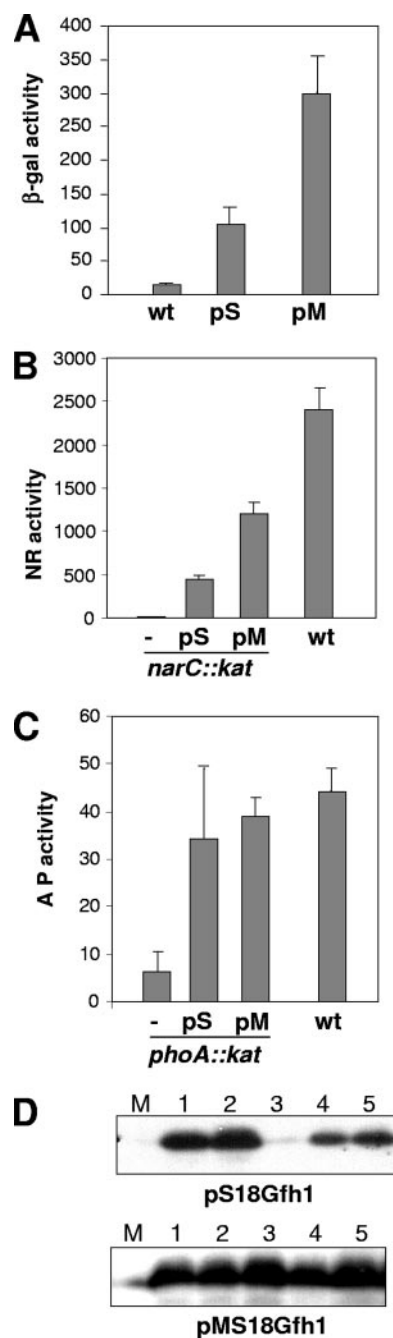 A
β-gal activity
400
350
300
250
200
150
100
50
0
wt pS pM
B
NR activity
3000
2500
2000
1500
1000
500
0
- pS pM wt
narC::kat
C
A P activity
60
50
40
30
20
10
0
- pS pM wt
phoA::kat
D
M 1 2 3 4 5
pS18Gfh1
M 1 2 3 4 5
pMS18Gfh1